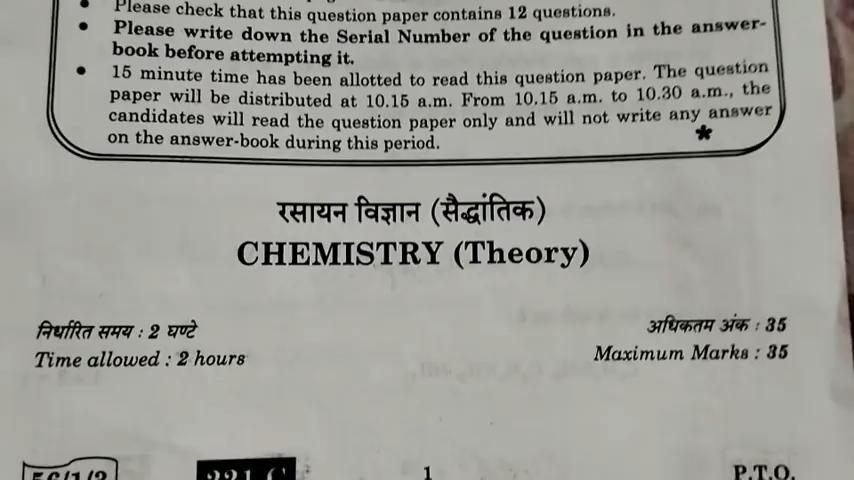 • Please check that this question paper contains 12 questions.
• Please write down the Serial Number of the question in the answer-
book before attempting it.
• 15 minute time has been allotted to read this question paper. The question
paper will be distributed at 10.15 a.m. From 10.15 a.m. to 10.30 a.m., the
candidates will read the question paper only and will not write any answer
on the answer-book during this period. *
रसायन विज्ञान (सैद्धांतिक)
CHEMISTRY (Theory)
निर्धारित समय : 2 घण्टे अधिकतम अंक : 35
Time allowed : 2 hours Maximum Marks : 35
56/1/2 221 C 1 P.T.O.